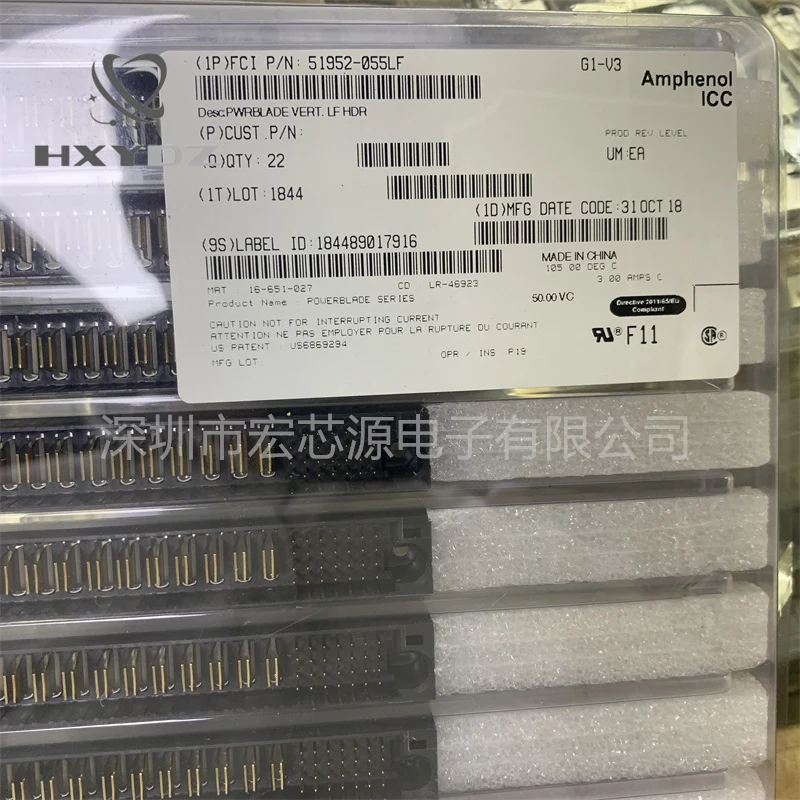 (1P)FCI P/N: 51952-055LF
G1-V3
Amphenol
ICC
Desc:PWRBLADE VERT. LF HDR
(P)CUST.P/N:
PROD REV LEVEL
HXYDZ
(Q)QTY: 22
UM:EA
(1T)LOT: 1844
(1D)MFG DATE CODE:31OCT18
(9S)LABEL ID:184489017916
MADE IN CHINA
105.00 DEG C
MAT . 16-651-027
CD LR-46923
3.00 AMPS C
Product Name . POWERBLADE SERIES
50.00 VC
Directive 2011/65/EU
Compliant
CAUTION NOT FOR INTERRUPTING CURRENT
ATTENTION NE PAS EMPLOYER POUR LA RUPTURE DU COURANT
US PATENT : US6869294
F11
MFG LOT:
OPR / INS P19
深圳市宏芯源电子有限公司